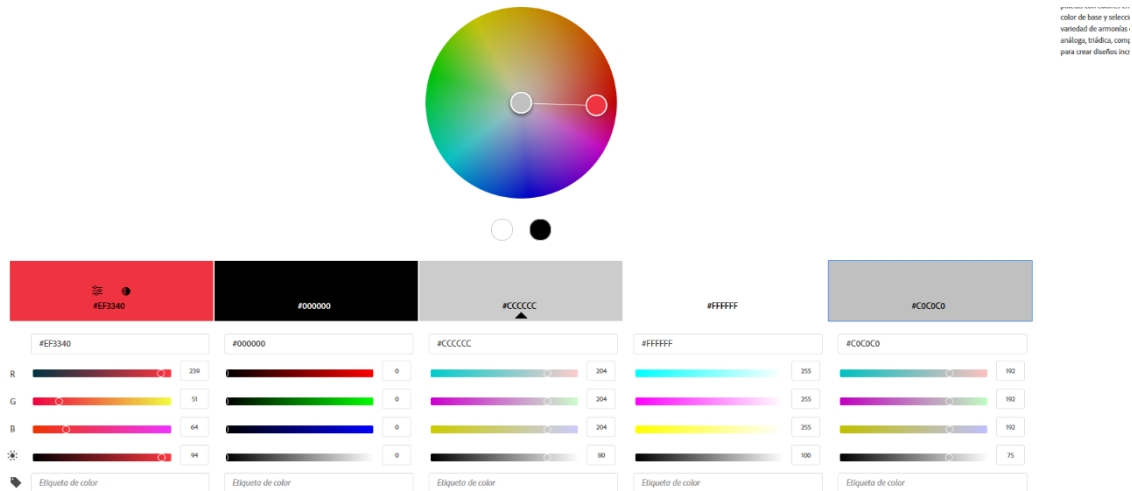 color de base y selecci
variedad de armonías
análoga, triádica, comp
para crear diseños incr
#EF3340
#000000
#CCCCCC
#FFFFFF
#C0C0C0
#EF3340
#000000
#CCCCCC
#FFFFFF
#C0C0C0
R 239 0 204 255 192
G 51 0 204 255 192
B 64 0 204 255 192
94 0 80 100 75
Etiqueta de color Etiqueta de color Etiqueta de color Etiqueta de color Etiqueta de color